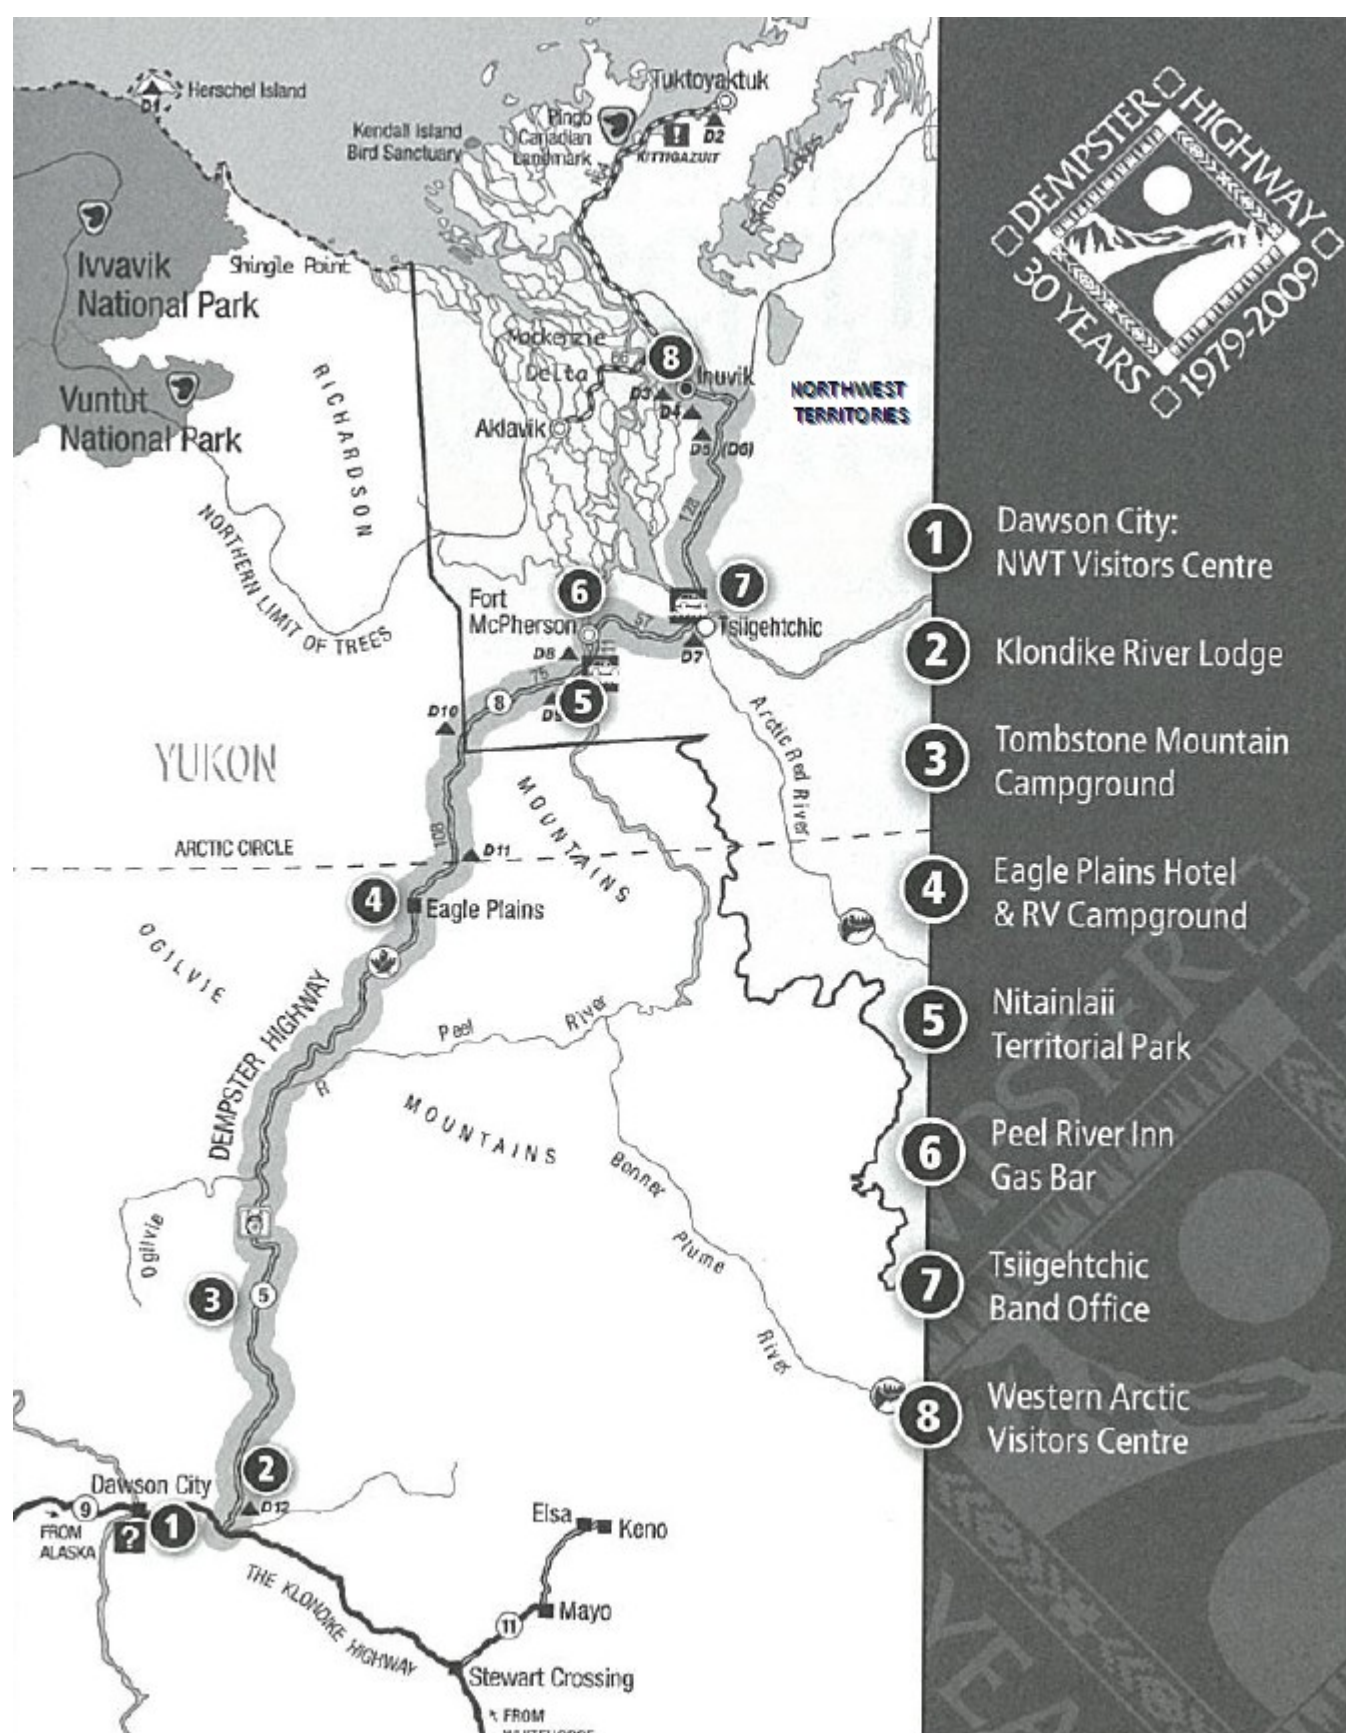 Herschel Island
D1
Tuktoyaktuk
D2
KITTIGAZUIT
Pingo
Canadian
Landmark
Kendall Island
Bird Sanctuary
Eskimo Lakes
Ivvavik
National Park
Shingle Point
Vuntut
National Park
RICHARDSON
NORTHERN LIMIT OF TREES
Mackenzie
Delta
8
Inuvik
D3
D4
D5 (D6)
Aklavik
NORTHWEST
TERRITORIES
128
6
7
Fort
McPherson
57
Tsiigehtchic
D7
D8
75
5
8
D9
D10
Arctic Red River
YUKON
MOUNTAINS
108
ARCTIC CIRCLE
D11
4
Eagle Plains
OGILVIE
DEMPSTER HIGHWAY
Peel River
R
MOUNTAINS
Bonner Plume River
Ogilvie
3
5
2
Dawson City
D12
9
1
?
FROM
ALASKA
THE KLONDIKE HIGHWAY
Elsa
Keno
Mayo
11
Stewart Crossing
FROM
DEMPSTER HIGHWAY
30 YEARS 1979-2009
1 Dawson City:
NWT Visitors Centre
2 Klondike River Lodge
3 Tombstone Mountain
Campground
4 Eagle Plains Hotel
& RV Campground
5 Nitainlaii
Territorial Park
6 Peel River Inn
Gas Bar
7 Tsiigehtchic
Band Office
8 Western Arctic
Visitors Centre